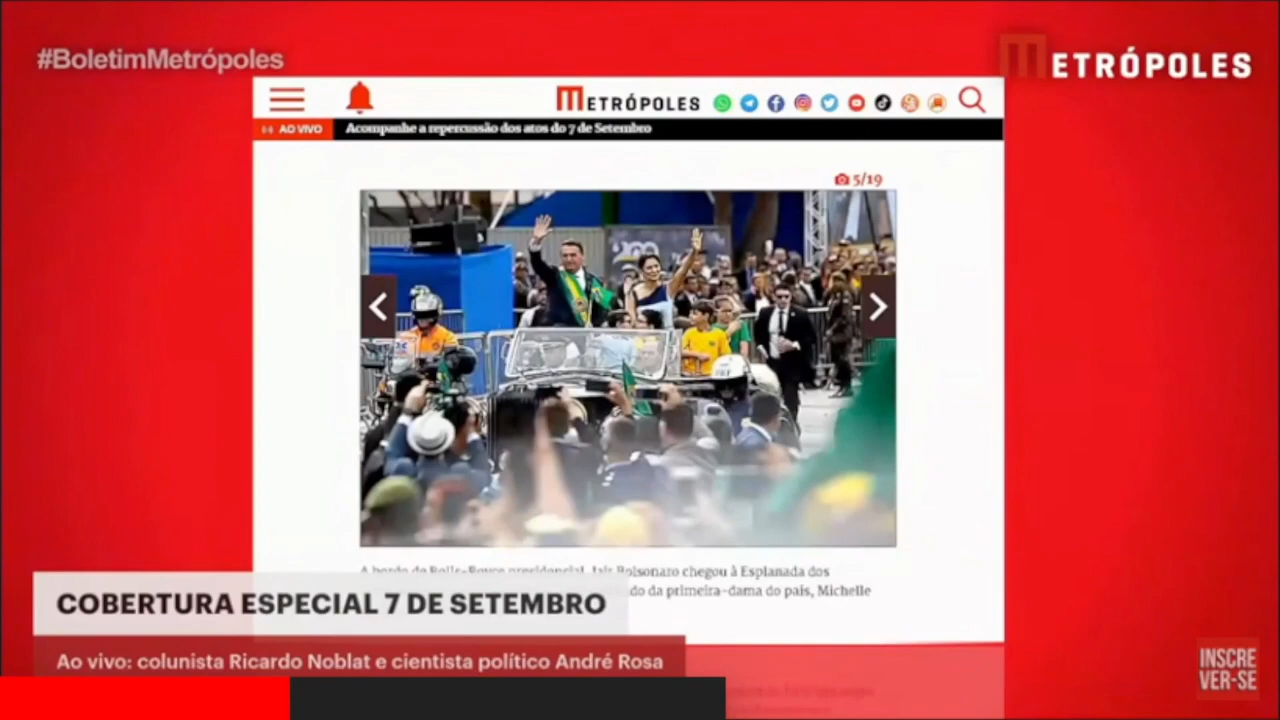 #BoletimMetrópoles
METRÓPOLES
METRÓPOLES
AO VIVO Acompanhe a repercussão dos atos do 7 de Setembro
5/19
A bordo de Rolls-Royce presidencial, Jair Bolsonaro chegou à Esplanada dos
do da primeira-dama do país, Michelle
COBERTURA ESPECIAL 7 DE SETEMBRO
Ao vivo: colunista Ricardo Noblat e cientista político André Rosa
INSCRE
VER-SE